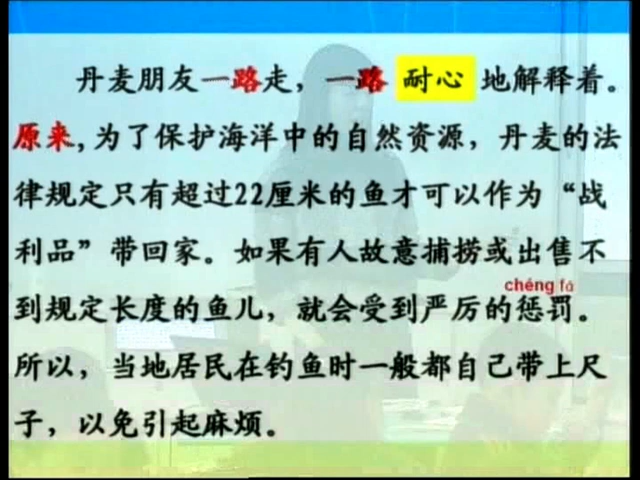 丹麦朋友一路走，一路 耐心 地解释着。
原来,为了保护海洋中的自然资源，丹麦的法
律规定只有超过22厘米的鱼才可以作为“战
利品”带回家。如果有人故意捕捞或出售不
chéng fá
到规定长度的鱼儿，就会受到严厉的惩罚。
所以，当地居民在钓鱼时一般都自己带上尺
子，以免引起麻烦。